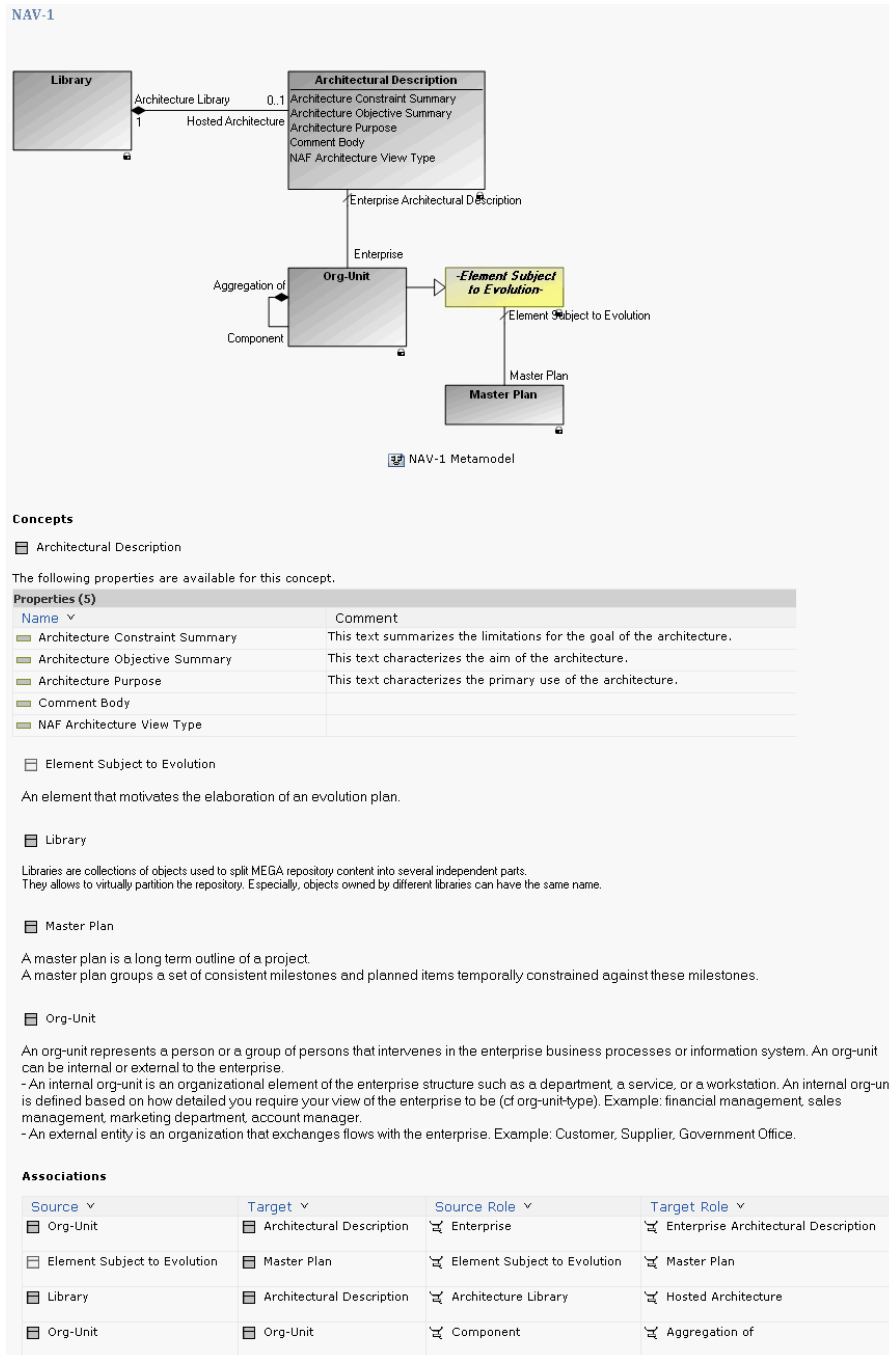 NAV-1
Library
Architectural Description
Architecture Library
0..1
1
Hosted Architecture
Architecture Constraint Summary
Architecture Objective Summary
Architecture Purpose
Comment Body
NAF Architecture View Type
Enterprise Architectural Description
Enterprise
Aggregation of
Org-Unit
-Element Subject
to Evolution-
Component
Element Subject to Evolution
Master Plan
Master Plan
NAV-1 Metamodel
Concepts
Architectural Description
The following properties are available for this concept.
Properties (5)
Name Comment
Architecture Constraint Summary This text summarizes the limitations for the goal of the architecture.
Architecture Objective Summary This text characterizes the aim of the architecture.
Architecture Purpose This text characterizes the primary use of the architecture.
Comment Body
NAF Architecture View Type
Element Subject to Evolution
An element that motivates the elaboration of an evolution plan.
Library
Libraries are collections of objects used to split MEGA repository content into several independent parts.
They allows to virtually partition the repository. Especially, objects owned by different libraries can have the same name.
Master Plan
A master plan is a long term outline of a project.
A master plan groups a set of consistent milestones and planned items temporally constrained against these milestones.
Org-Unit
An org-unit represents a person or a group of persons that intervenes in the enterprise business processes or information system. An org-unit
can be internal or external to the enterprise.
- An internal org-unit is an organizational element of the enterprise structure such as a department, a service, or a workstation. An internal org-un
is defined based on how detailed you require your view of the enterprise to be (cf org-unit-type). Example: financial management, sales
management, marketing department, account manager.
- An external entity is an organization that exchanges flows with the enterprise. Example: Customer, Supplier, Government Office.
Associations
Source Target Source Role Target Role
Org-Unit Architectural Description Enterprise Enterprise Architectural Description
Element Subject to Evolution Master Plan Element Subject to Evolution Master Plan
Library Architectural Description Architecture Library Hosted Architecture
Org-Unit Org-Unit Component Aggregation of